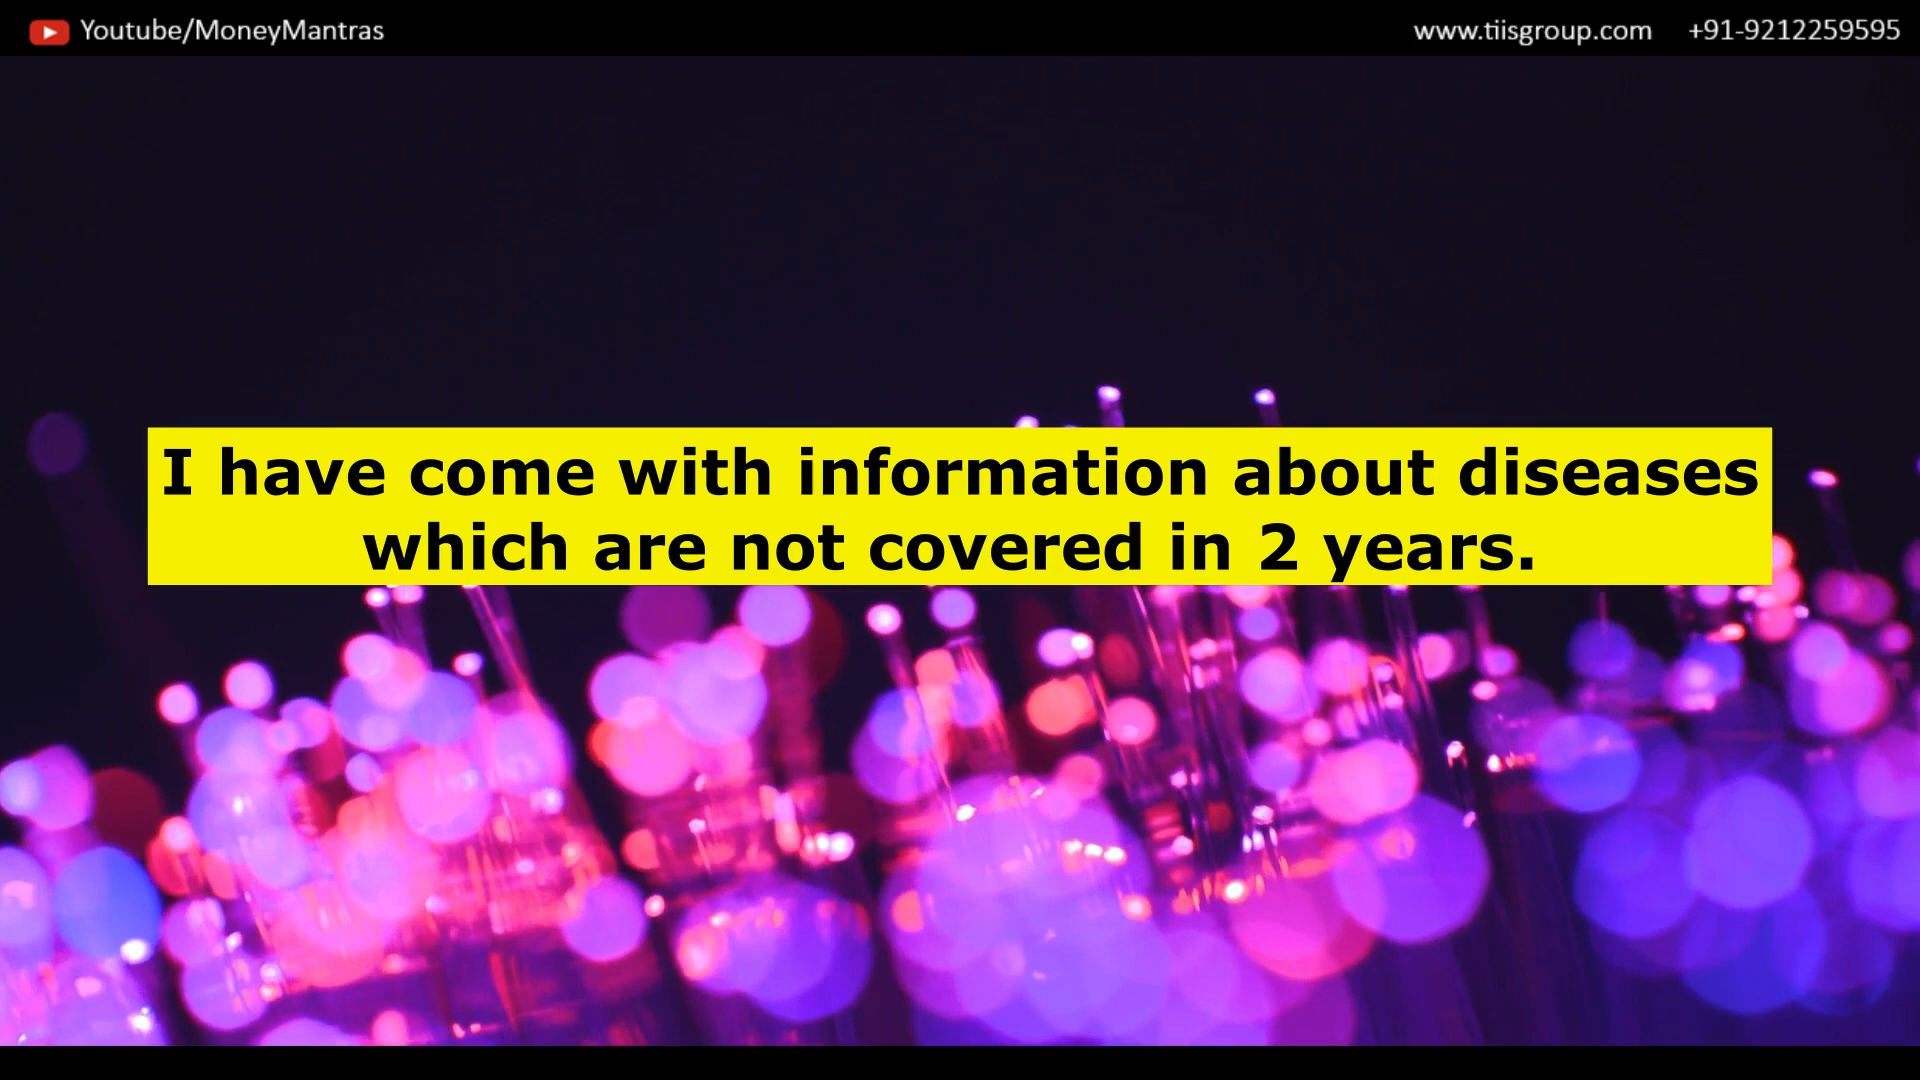 Youtube/MoneyMantras
www.tiisgroup.com +91-9212259595
I have come with information about diseases
which are not covered in 2 years.